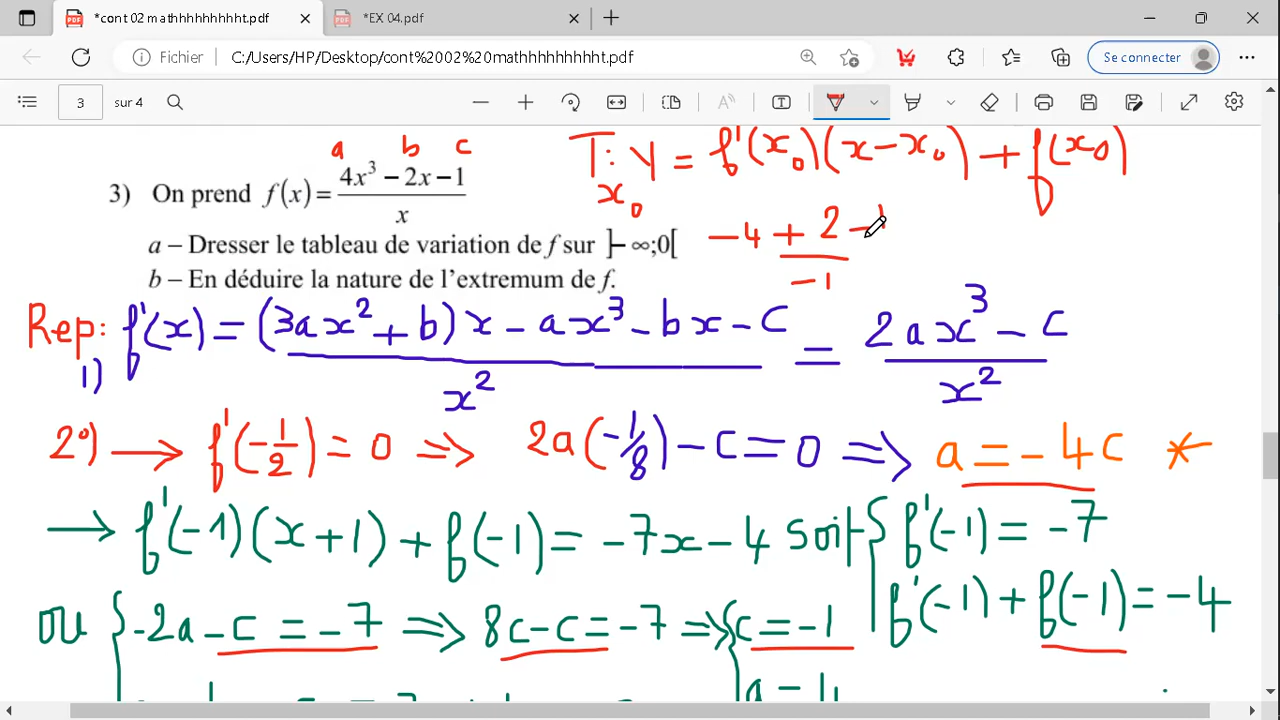 *cont 02 mathhhhhhhhht.pdf
*EX 04.pdf
Fichier C:/Users/HP/Desktop/cont%2002%20mathhhhhhhhht.pdf
Se connecter
3 sur 4
a b c
T: y = f'(x₀)(x-x₀) + f(x₀)
x₀
3) On prend f(x) = (4x³ − 2x − 1)/x
a – Dresser le tableau de variation de f sur ]-∞;0[
-4 + 2 - 1
-1
b – En déduire la nature de l'extremum de f.
Rep: f'(x) = ((3ax² + b)x - ax³ - bx - c)/x² = (2ax³ - c)/x²
1)
2°) → f'(-1/2) = 0 ⇒ 2a(-1/8) - c = 0 ⇒ a = -4c *
→ f'(-1)(x+1) + f(-1) = -7x - 4 soit { f'(-1) = -7
f'(-1) + f(-1) = -4
ou { -2a - c = -7 ⇒ 8c - c = -7 ⇒ { c = -1